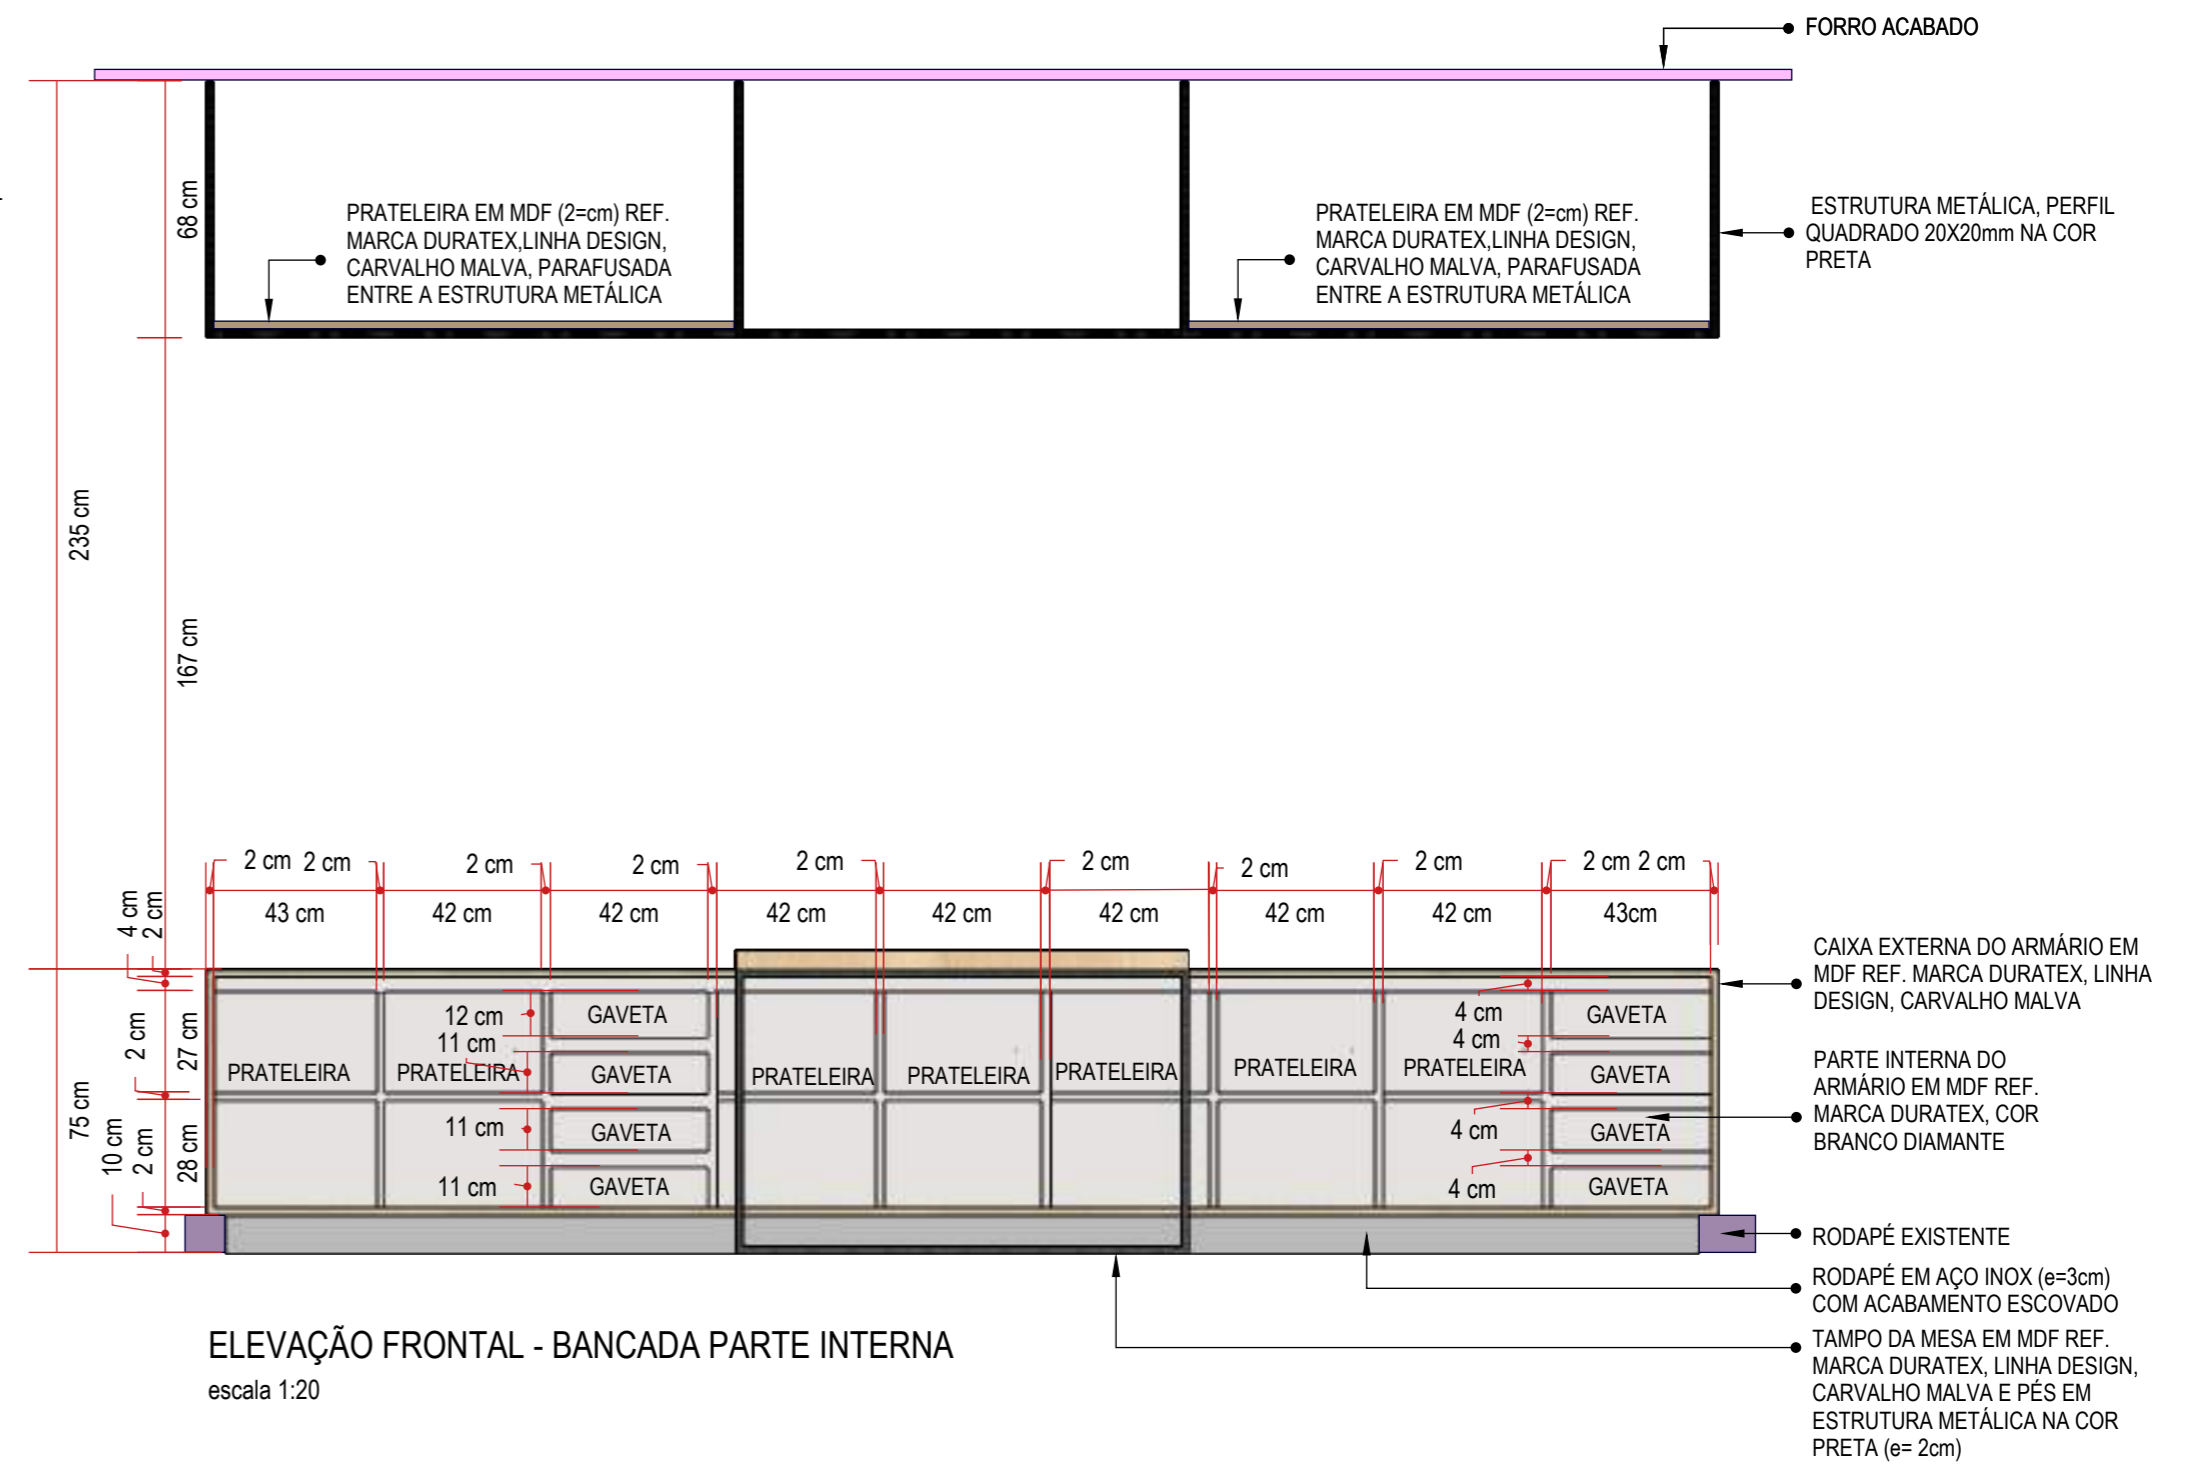 FORRO ACABADO
68 cm
PRATELEIRA EM MDF (2=cm) REF.
MARCA DURATEX,LINHA DESIGN,
CARVALHO MALVA, PARAFUSADA
ENTRE A ESTRUTURA METÁLICA
PRATELEIRA EM MDF (2=cm) REF.
MARCA DURATEX,LINHA DESIGN,
CARVALHO MALVA, PARAFUSADA
ENTRE A ESTRUTURA METÁLICA
ESTRUTURA METÁLICA, PERFIL
QUADRADO 20X20mm NA COR
PRETA
235 cm
167 cm
2 cm 2 cm 2 cm 2 cm 2 cm 2 cm 2 cm 2 cm 2 cm 2 cm
43 cm 42 cm 42 cm 42 cm 42 cm 42 cm 42 cm 42 cm 43cm
4 cm
2 cm
2 cm
27 cm
75 cm
10 cm
2 cm
28 cm
12 cm GAVETA 4 cm GAVETA
11 cm 4 cm
PRATELEIRA PRATELEIRA GAVETA PRATELEIRA PRATELEIRA PRATELEIRA PRATELEIRA PRATELEIRA GAVETA
11 cm GAVETA 4 cm GAVETA
11 cm GAVETA 4 cm GAVETA
CAIXA EXTERNA DO ARMÁRIO EM
MDF REF. MARCA DURATEX, LINHA
DESIGN, CARVALHO MALVA
PARTE INTERNA DO
ARMÁRIO EM MDF REF.
MARCA DURATEX, COR
BRANCO DIAMANTE
RODAPÉ EXISTENTE
RODAPÉ EM AÇO INOX (e=3cm)
COM ACABAMENTO ESCOVADO
TAMPO DA MESA EM MDF REF.
MARCA DURATEX, LINHA DESIGN,
CARVALHO MALVA E PÉS EM
ESTRUTURA METÁLICA NA COR
PRETA (e= 2cm)
ELEVAÇÃO FRONTAL - BANCADA PARTE INTERNA
escala 1:20